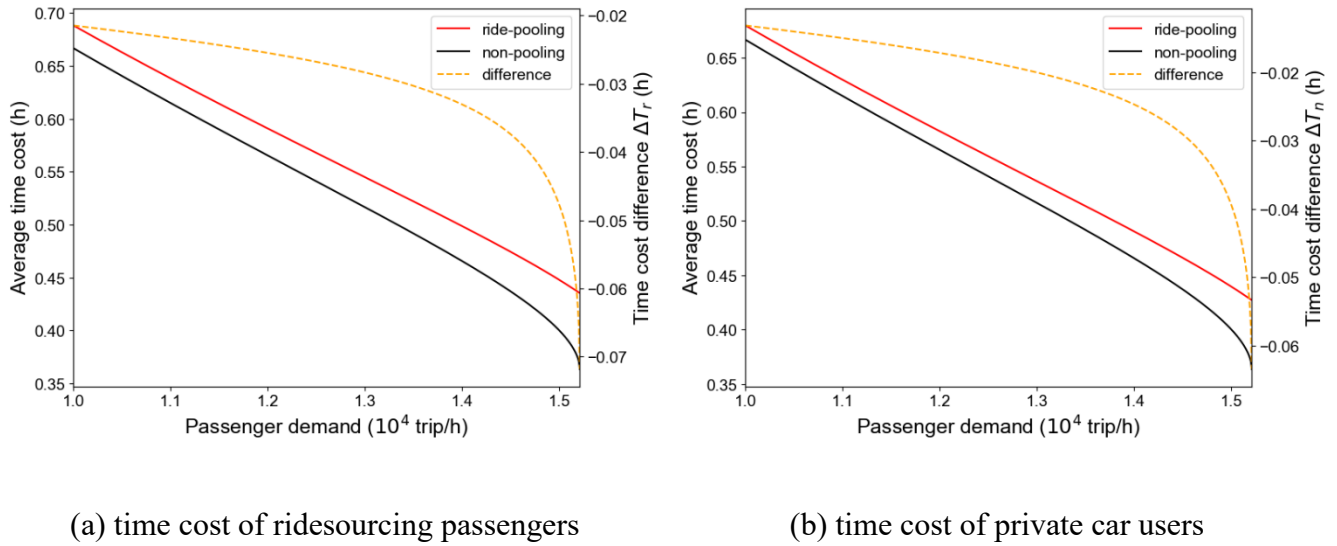 0.70
0.65
0.60
0.55
0.50
0.45
0.40
0.35
Average time cost (h)
ride-pooling
non-pooling
difference
−0.02
−0.03
−0.04
−0.05
−0.06
−0.07
Time cost difference ΔT_r (h)
1.0 1.1 1.2 1.3 1.4 1.5
Passenger demand (10⁴ trip/h)
(a) time cost of ridesourcing passengers
0.65
0.60
0.55
0.50
0.45
0.40
0.35
Average time cost (h)
ride-pooling
non-pooling
difference
−0.02
−0.03
−0.04
−0.05
−0.06
Time cost difference ΔT_n (h)
1.0 1.1 1.2 1.3 1.4 1.5
Passenger demand (10⁴ trip/h)
(b) time cost of private car users